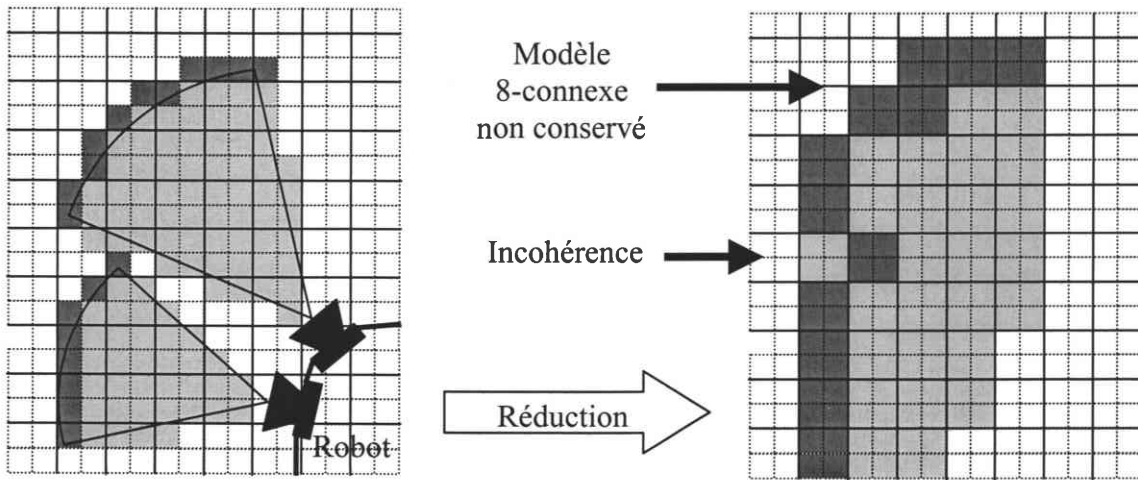 Modèle
8-connexe
non conservé
Incohérence
Réduction
Robot